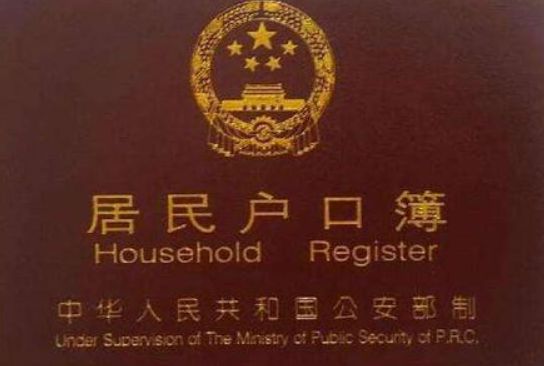 居民户口簿
Household Register
中华人民共和国公安部制
Under Supervision of The Ministry of Public Security of P.R.C.